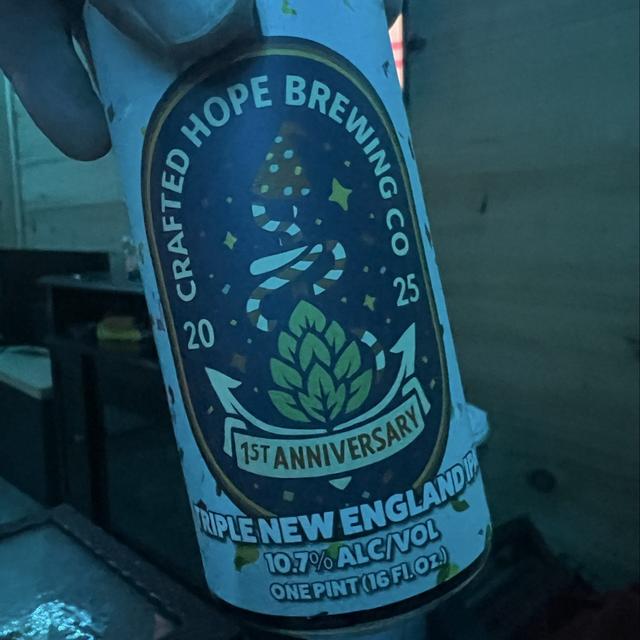 CRAFTED HOPE BREWING CO
20 25
1ST ANNIVERSARY
TRIPLE NEW ENGLAND IPA
10.7% ALC/VOL
ONE PINT (16 FL. OZ.)